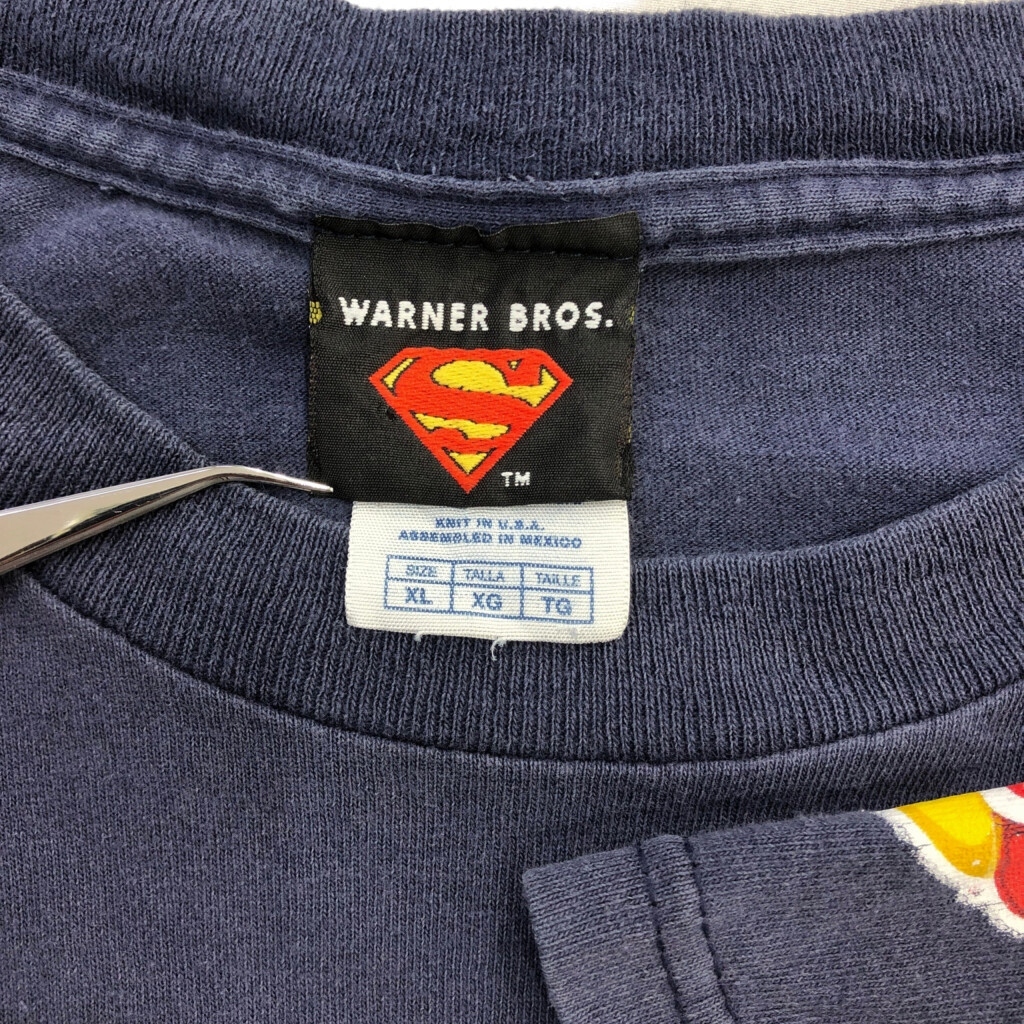 WARNER BROS.
TM
KNIT IN U.S.A.
ASSEMBLED IN MEXICO
SIZE TALLA TAILLE
XL XG TG